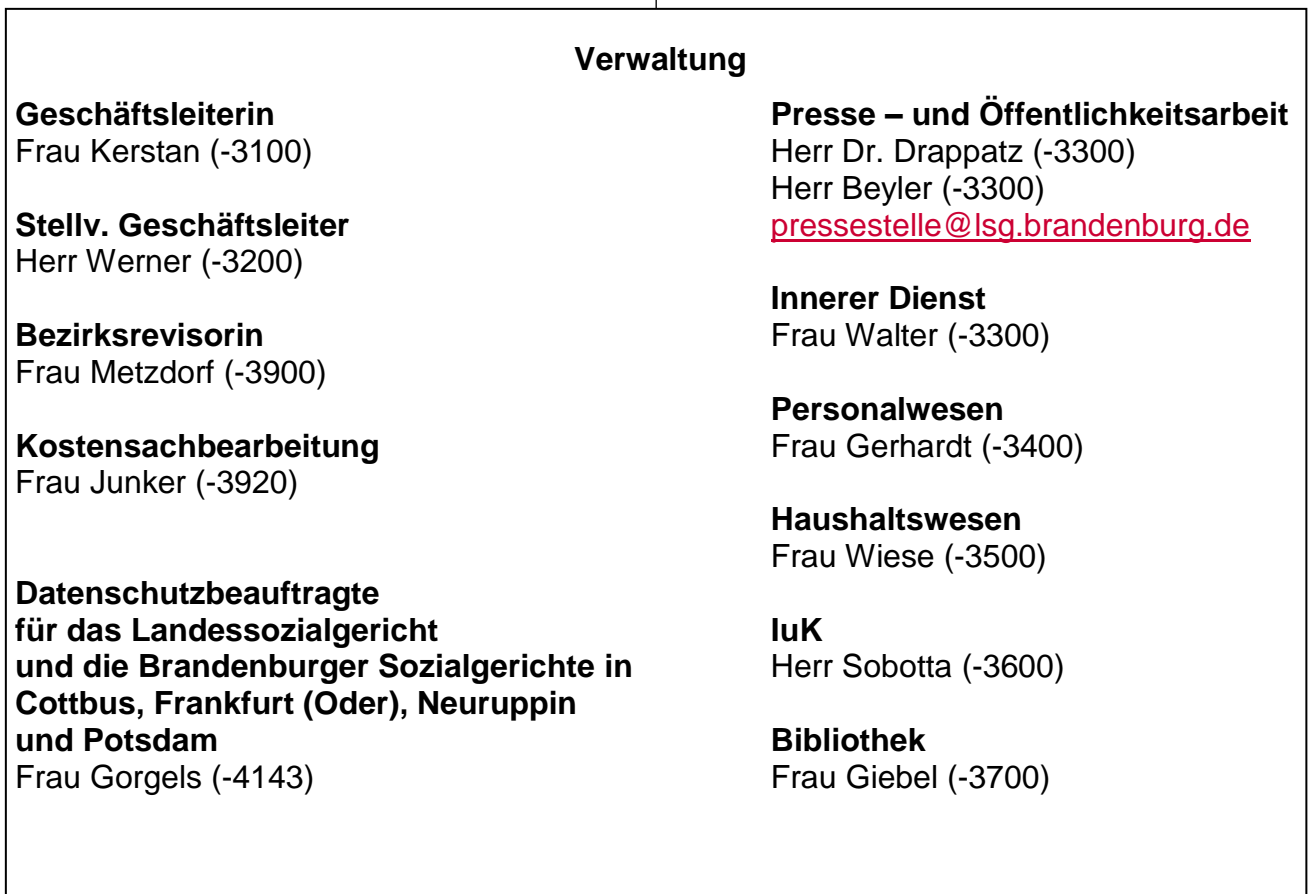 Verwaltung
Geschäftsleiterin
Frau Kerstan (-3100)
Stellv. Geschäftsleiter
Herr Werner (-3200)
Bezirksrevisorin
Frau Metzdorf (-3900)
Kostensachbearbeitung
Frau Junker (-3920)
Datenschutzbeauftragte
für das Landessozialgericht
und die Brandenburger Sozialgerichte in
Cottbus, Frankfurt (Oder), Neuruppin
und Potsdam
Frau Gorgels (-4143)
Presse – und Öffentlichkeitsarbeit
Herr Dr. Drappatz (-3300)
Herr Beyler (-3300)
pressestelle@lsg.brandenburg.de
Innerer Dienst
Frau Walter (-3300)
Personalwesen
Frau Gerhardt (-3400)
Haushaltswesen
Frau Wiese (-3500)
IuK
Herr Sobotta (-3600)
Bibliothek
Frau Giebel (-3700)